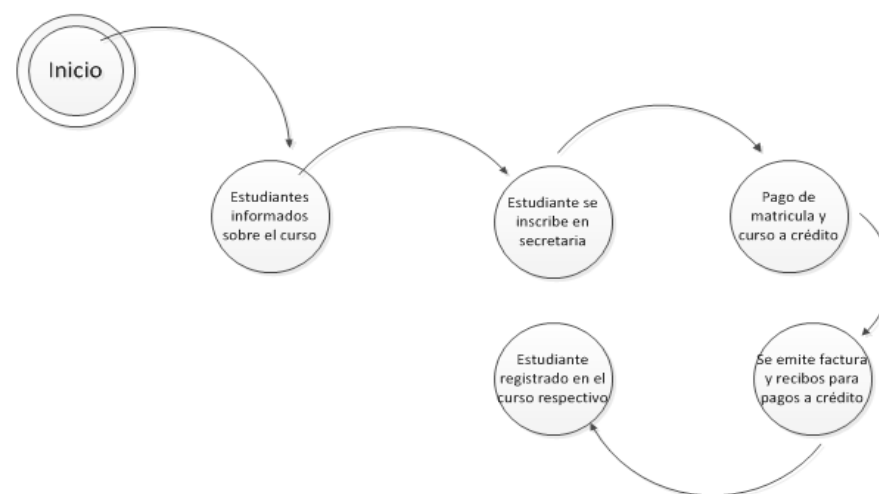 Inicio
Estudiantes
informados
sobre el curso
Estudiante se
inscribe en
secretaria
Pago de
matricula y
curso a crédito
Se emite factura
y recibos para
pagos a crédito
Estudiante
registrado en el
curso respectivo